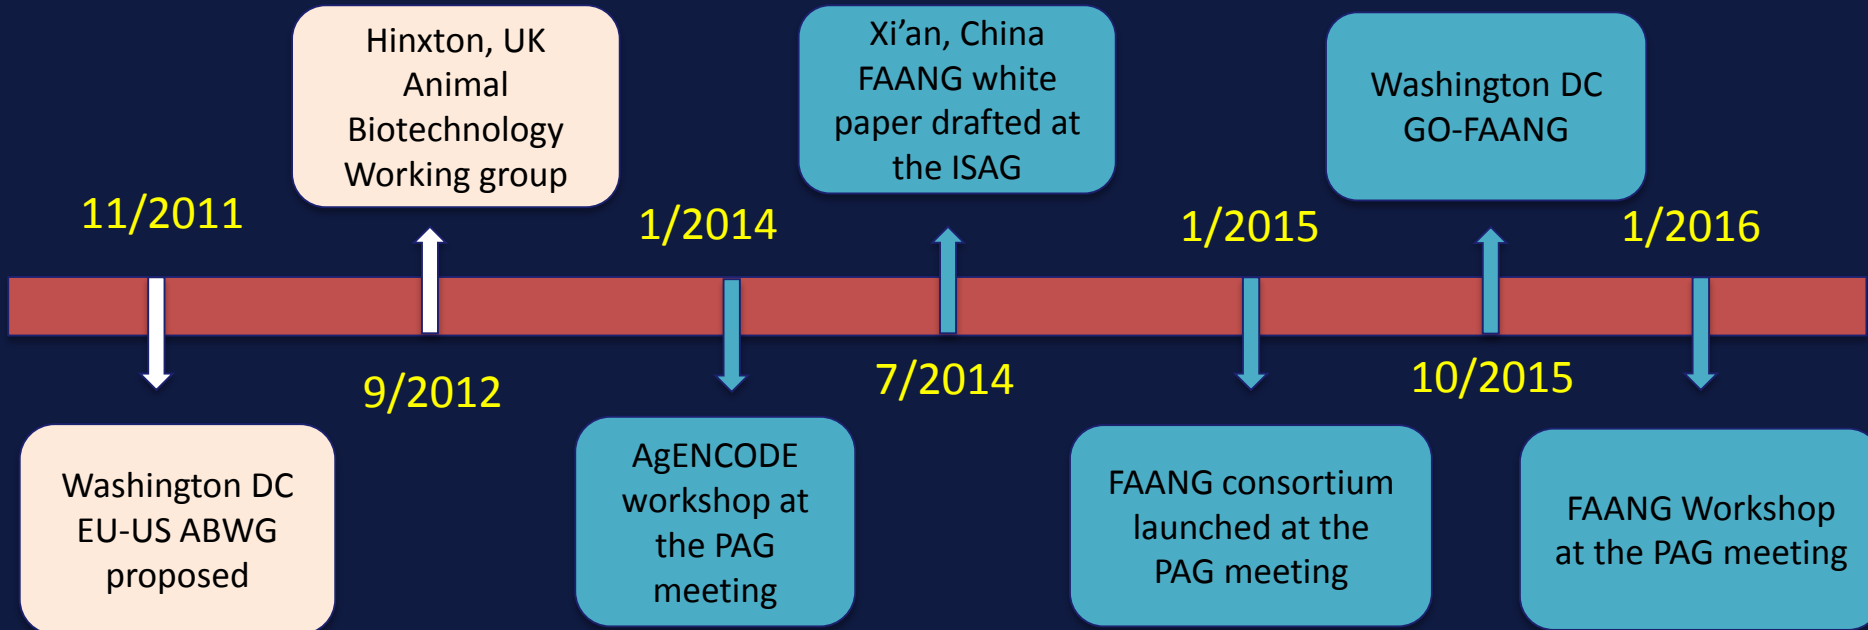 Hinxton, UK
Animal
Biotechnology
Working group
Xi’an, China
FAANG white
paper drafted at
the ISAG
Washington DC
GO-FAANG
11/2011
1/2014
1/2015
1/2016
9/2012
7/2014
10/2015
Washington DC
EU-US ABWG
proposed
AgENCODE
workshop at
the PAG
meeting
FAANG consortium
launched at the
PAG meeting
FAANG Workshop
at the PAG meeting